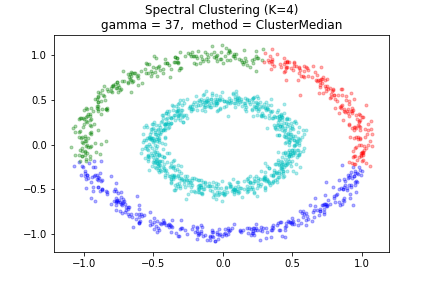 Spectral Clustering (K=4)
gamma = 37,  method = ClusterMedian
1.0
0.5
0.0
−0.5
−1.0
−1.0 −0.5 0.0 0.5 1.0